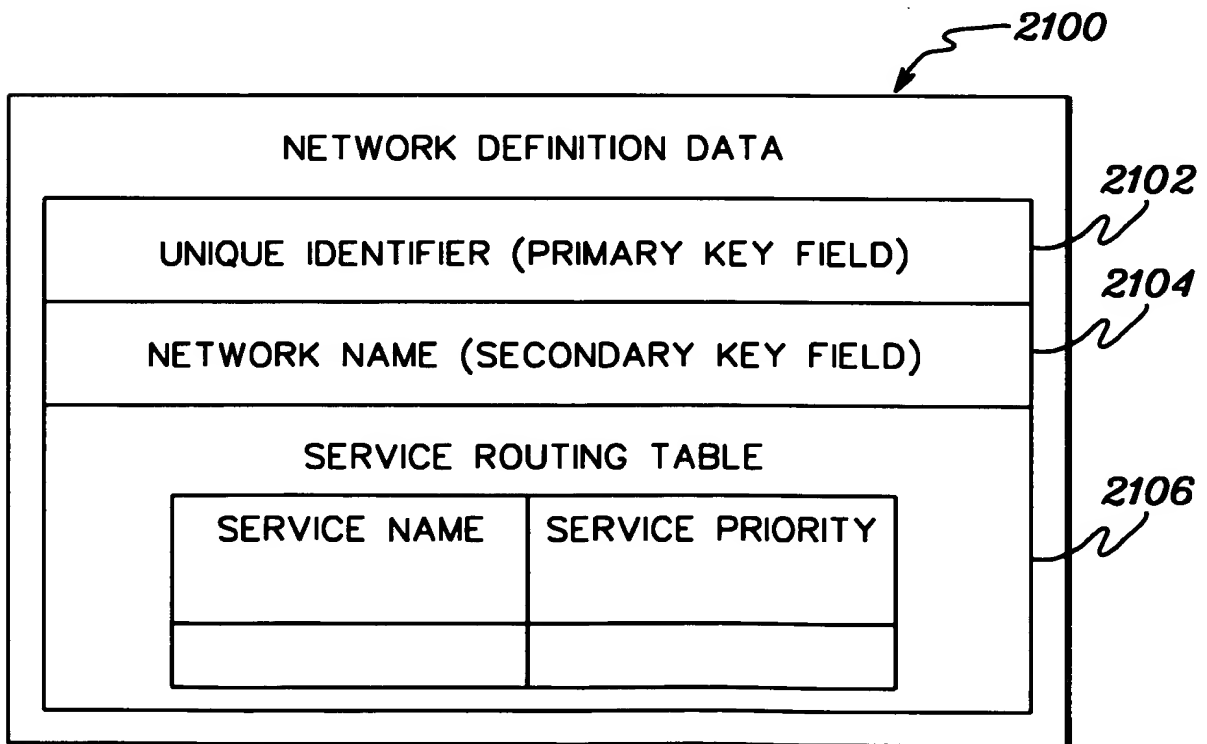 2100
NETWORK DEFINITION DATA
2102
UNIQUE IDENTIFIER (PRIMARY KEY FIELD)
2104
NETWORK NAME (SECONDARY KEY FIELD)
SERVICE ROUTING TABLE
2106
SERVICE NAME
SERVICE PRIORITY